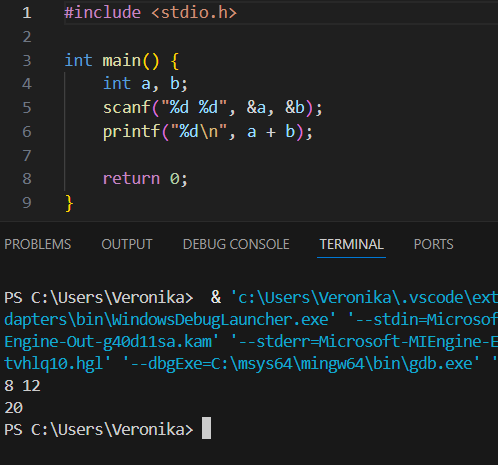 1 #include <stdio.h>
2
3 int main() {
4     int a, b;
5     scanf("%d %d", &a, &b);
6     printf("%d\n", a + b);
7
8     return 0;
9 }
PROBLEMS OUTPUT DEBUG CONSOLE TERMINAL PORTS
PS C:\Users\Veronika>  & 'c:\Users\Veronika\.vscode\ext
dapters\bin\WindowsDebugLauncher.exe' '--stdin=Microsof
Engine-Out-g40d11sa.kam' '--stderr=Microsoft-MIEngine-E
tvhlq10.hgl' '--dbgExe=C:\msys64\mingw64\bin\gdb.exe' '
8 12
20
PS C:\Users\Veronika>